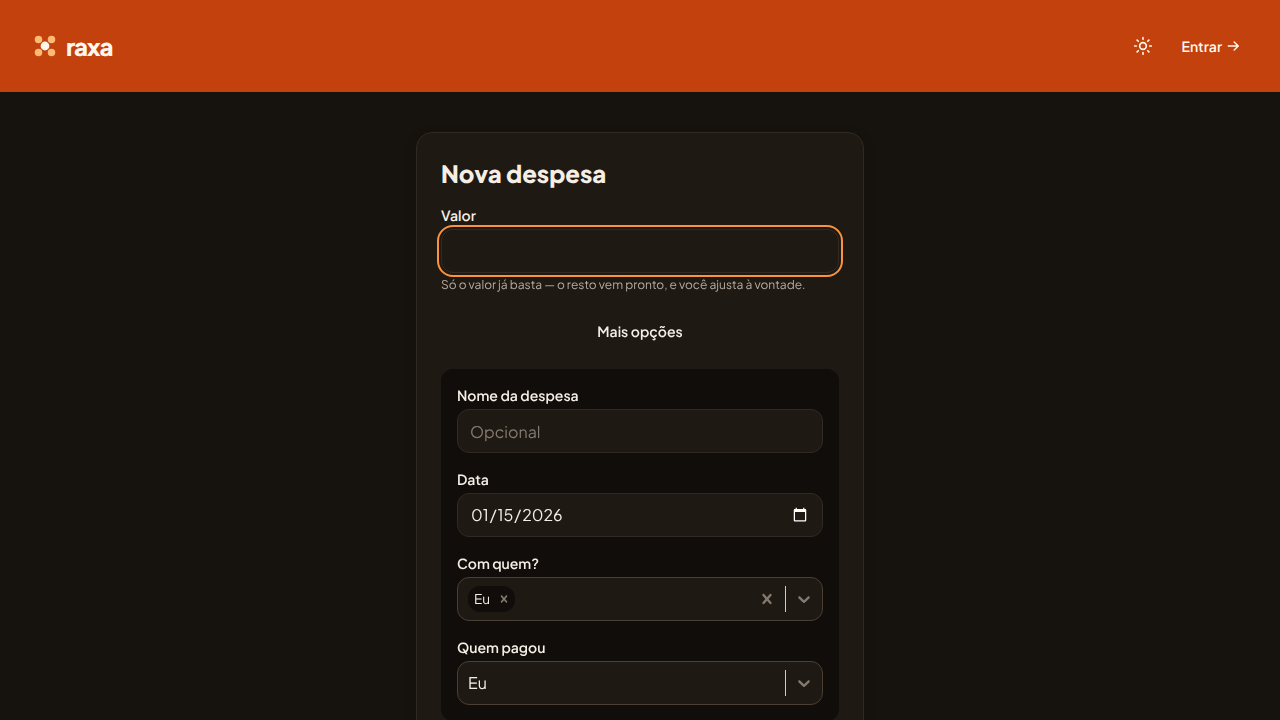 raxa
Entrar →
Nova despesa
Valor
Só o valor já basta — o resto vem pronto, e você ajusta à vontade.
Mais opções
Nome da despesa
Opcional
Data
01/15/2026
Com quem?
Eu
Quem pagou
Eu